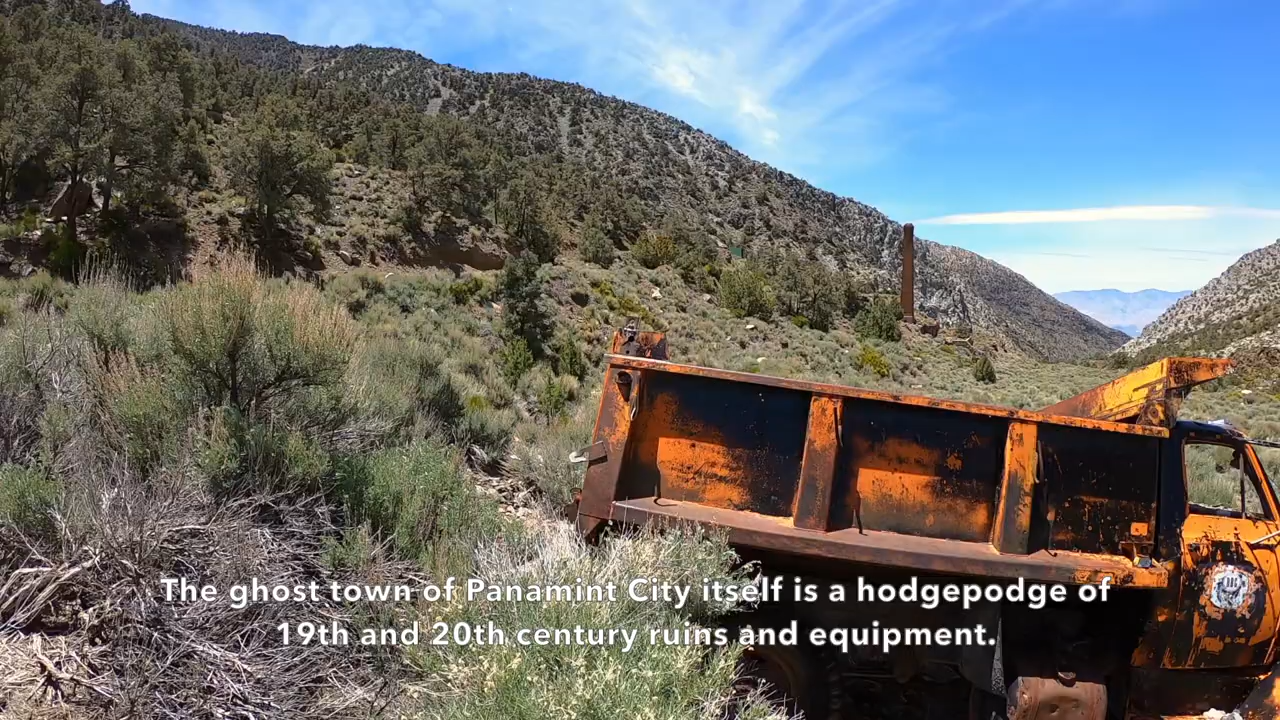 The ghost town of Panamint City itself is a hodgepodge of
19th and 20th century ruins and equipment.